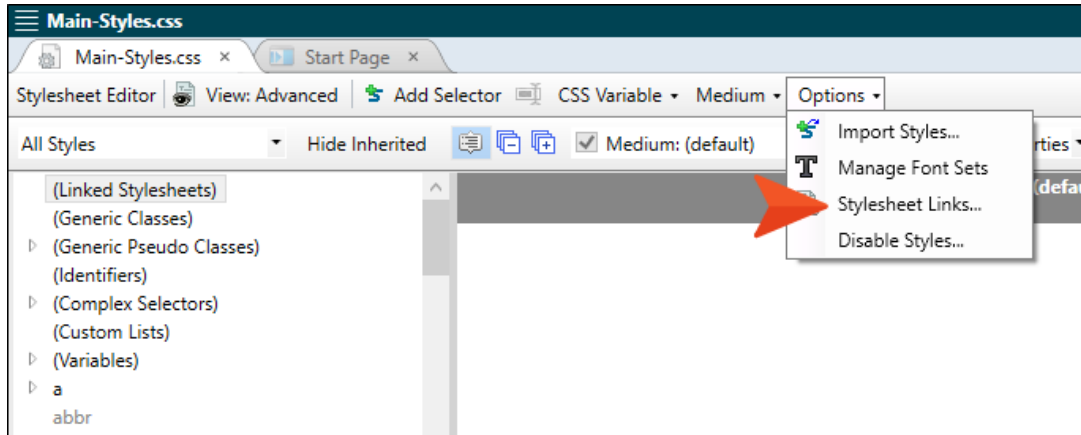 Main-Styles.css
Main-Styles.css × Start Page ×
Stylesheet Editor View: Advanced Add Selector CSS Variable Medium Options
All Styles Hide Inherited Medium: (default)
Import Styles...
Manage Font Sets
Stylesheet Links...
Disable Styles...
(Linked Stylesheets)
(Generic Classes)
(Generic Pseudo Classes)
(Identifiers)
(Complex Selectors)
(Custom Lists)
(Variables)
a
abbr